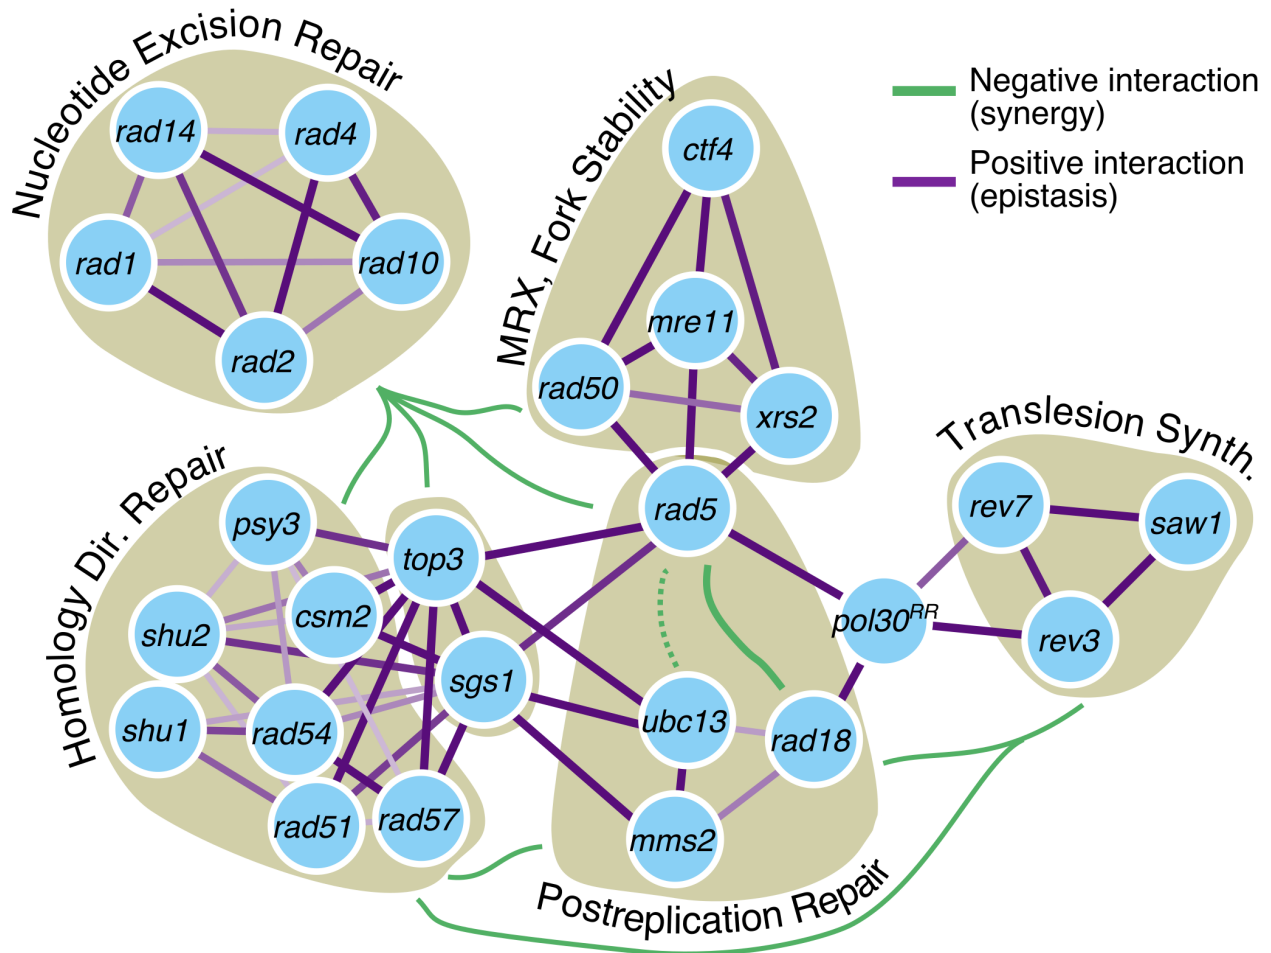 Nucleotide Excision Repair
rad14
rad4
rad1
rad10
rad2
MRX, Fork Stability
ctf4
mre11
rad50
xrs2
Negative interaction
(synergy)
Positive interaction
(epistasis)
Homology Dir. Repair
psy3
top3
csm2
shu2
sgs1
shu1
rad54
rad51
rad57
rad5
ubc13
rad18
mms2
Postreplication Repair
pol30RR
Translesion Synth.
rev7
saw1
rev3